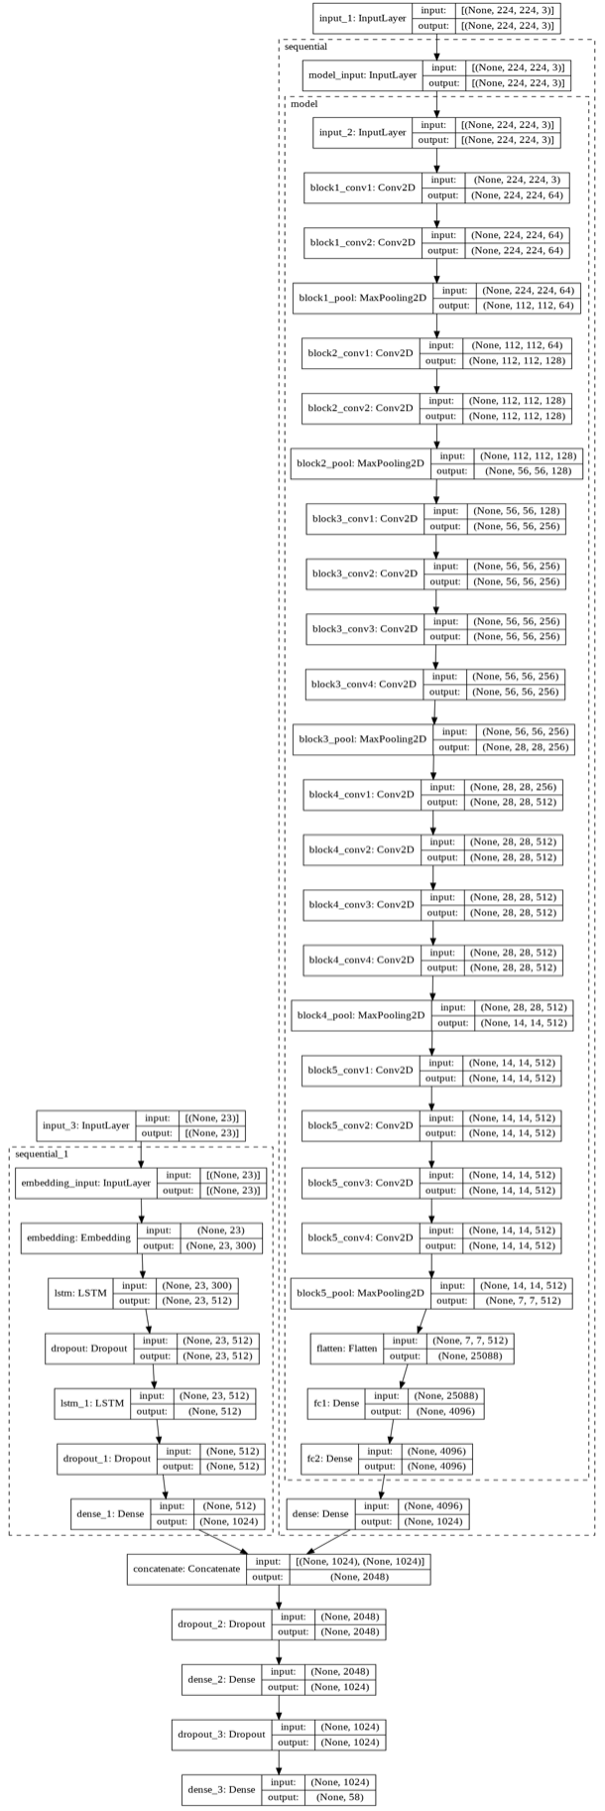 input_1: InputLayer input: [(None, 224, 224, 3)]
output: [(None, 224, 224, 3)]
sequential
model_input: InputLayer input: [(None, 224, 224, 3)]
output: [(None, 224, 224, 3)]
model
input_2: InputLayer input: [(None, 224, 224, 3)]
output: [(None, 224, 224, 3)]
block1_conv1: Conv2D input: (None, 224, 224, 3)
output: (None, 224, 224, 64)
block1_conv2: Conv2D input: (None, 224, 224, 64)
output: (None, 224, 224, 64)
block1_pool: MaxPooling2D input: (None, 224, 224, 64)
output: (None, 112, 112, 64)
block2_conv1: Conv2D input: (None, 112, 112, 64)
output: (None, 112, 112, 128)
block2_conv2: Conv2D input: (None, 112, 112, 128)
output: (None, 112, 112, 128)
block2_pool: MaxPooling2D input: (None, 112, 112, 128)
output: (None, 56, 56, 128)
block3_conv1: Conv2D input: (None, 56, 56, 128)
output: (None, 56, 56, 256)
block3_conv2: Conv2D input: (None, 56, 56, 256)
output: (None, 56, 56, 256)
block3_conv3: Conv2D input: (None, 56, 56, 256)
output: (None, 56, 56, 256)
block3_conv4: Conv2D input: (None, 56, 56, 256)
output: (None, 56, 56, 256)
block3_pool: MaxPooling2D input: (None, 56, 56, 256)
output: (None, 28, 28, 256)
block4_conv1: Conv2D input: (None, 28, 28, 256)
output: (None, 28, 28, 512)
block4_conv2: Conv2D input: (None, 28, 28, 512)
output: (None, 28, 28, 512)
block4_conv3: Conv2D input: (None, 28, 28, 512)
output: (None, 28, 28, 512)
block4_conv4: Conv2D input: (None, 28, 28, 512)
output: (None, 28, 28, 512)
block4_pool: MaxPooling2D input: (None, 28, 28, 512)
output: (None, 14, 14, 512)
block5_conv1: Conv2D input: (None, 14, 14, 512)
output: (None, 14, 14, 512)
block5_conv2: Conv2D input: (None, 14, 14, 512)
output: (None, 14, 14, 512)
block5_conv3: Conv2D input: (None, 14, 14, 512)
output: (None, 14, 14, 512)
block5_conv4: Conv2D input: (None, 14, 14, 512)
output: (None, 14, 14, 512)
block5_pool: MaxPooling2D input: (None, 14, 14, 512)
output: (None, 7, 7, 512)
flatten: Flatten input: (None, 7, 7, 512)
output: (None, 25088)
fc1: Dense input: (None, 25088)
output: (None, 4096)
fc2: Dense input: (None, 4096)
output: (None, 4096)
dense: Dense input: (None, 4096)
output: (None, 1024)
input_3: InputLayer input: [(None, 23)]
output: [(None, 23)]
sequential_1
embedding_input: InputLayer input: [(None, 23)]
output: [(None, 23)]
embedding: Embedding input: (None, 23)
output: (None, 23, 300)
lstm: LSTM input: (None, 23, 300)
output: (None, 23, 512)
dropout: Dropout input: (None, 23, 512)
output: (None, 23, 512)
lstm_1: LSTM input: (None, 23, 512)
output: (None, 512)
dropout_1: Dropout input: (None, 512)
output: (None, 512)
dense_1: Dense input: (None, 512)
output: (None, 1024)
concatenate: Concatenate input: [(None, 1024), (None, 1024)]
output: (None, 2048)
dropout_2: Dropout input: (None, 2048)
output: (None, 2048)
dense_2: Dense input: (None, 2048)
output: (None, 1024)
dropout_3: Dropout input: (None, 1024)
output: (None, 1024)
dense_3: Dense input: (None, 1024)
output: (None, 58)